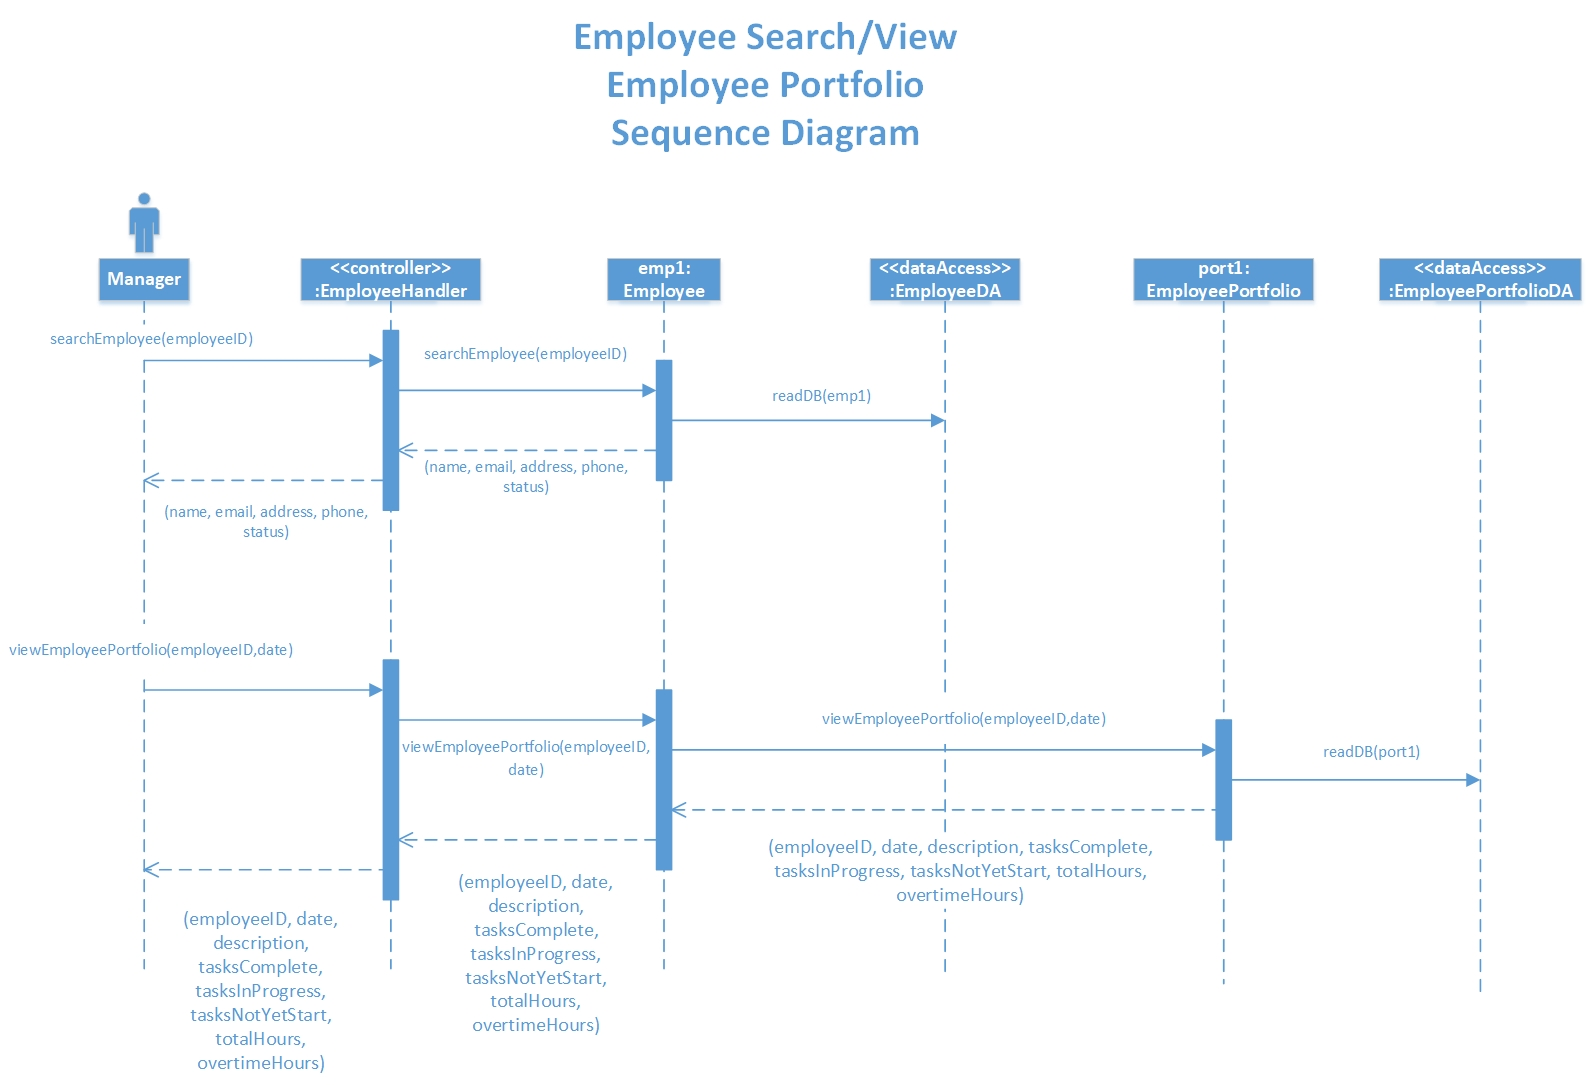 Employee Search/View
Employee Portfolio
Sequence Diagram
Manager
<<controller>>
:EmployeeHandler
emp1:
Employee
<<dataAccess>>
:EmployeeDA
port1:
EmployeePortfolio
<<dataAccess>>
:EmployeePortfolioDA
searchEmployee(employeeID)
searchEmployee(employeeID)
readDB(emp1)
(name, email, address, phone,
status)
(name, email, address, phone,
status)
viewEmployeePortfolio(employeeID,date)
viewEmployeePortfolio(employeeID,
date)
viewEmployeePortfolio(employeeID,date)
readDB(port1)
(employeeID, date, description, tasksComplete,
tasksInProgress, tasksNotYetStart, totalHours,
overtimeHours)
(employeeID, date,
description,
tasksComplete,
tasksInProgress,
tasksNotYetStart,
totalHours,
overtimeHours)
(employeeID, date,
description,
tasksComplete,
tasksInProgress,
tasksNotYetStart,
totalHours,
overtimeHours)